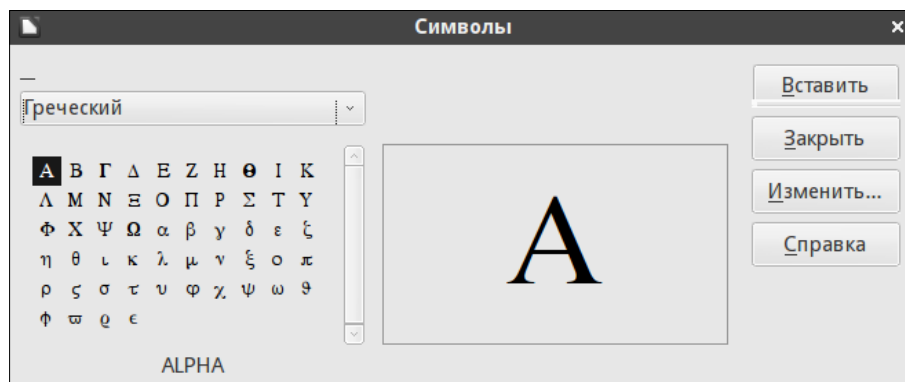 Символы
Греческий
Α Β Γ Δ Ε Ζ Η Θ Ι Κ
Λ Μ Ν Ξ Ο Π Ρ Σ Τ Υ
Φ Χ Ψ Ω α β γ δ ε ζ
η θ ι κ λ μ ν ξ ο π
ρ ς σ τ υ φ χ ψ ω ϑ
ϕ ϖ ϱ ϵ
ALPHA
Α
Вставить
Закрыть
Изменить...
Справка